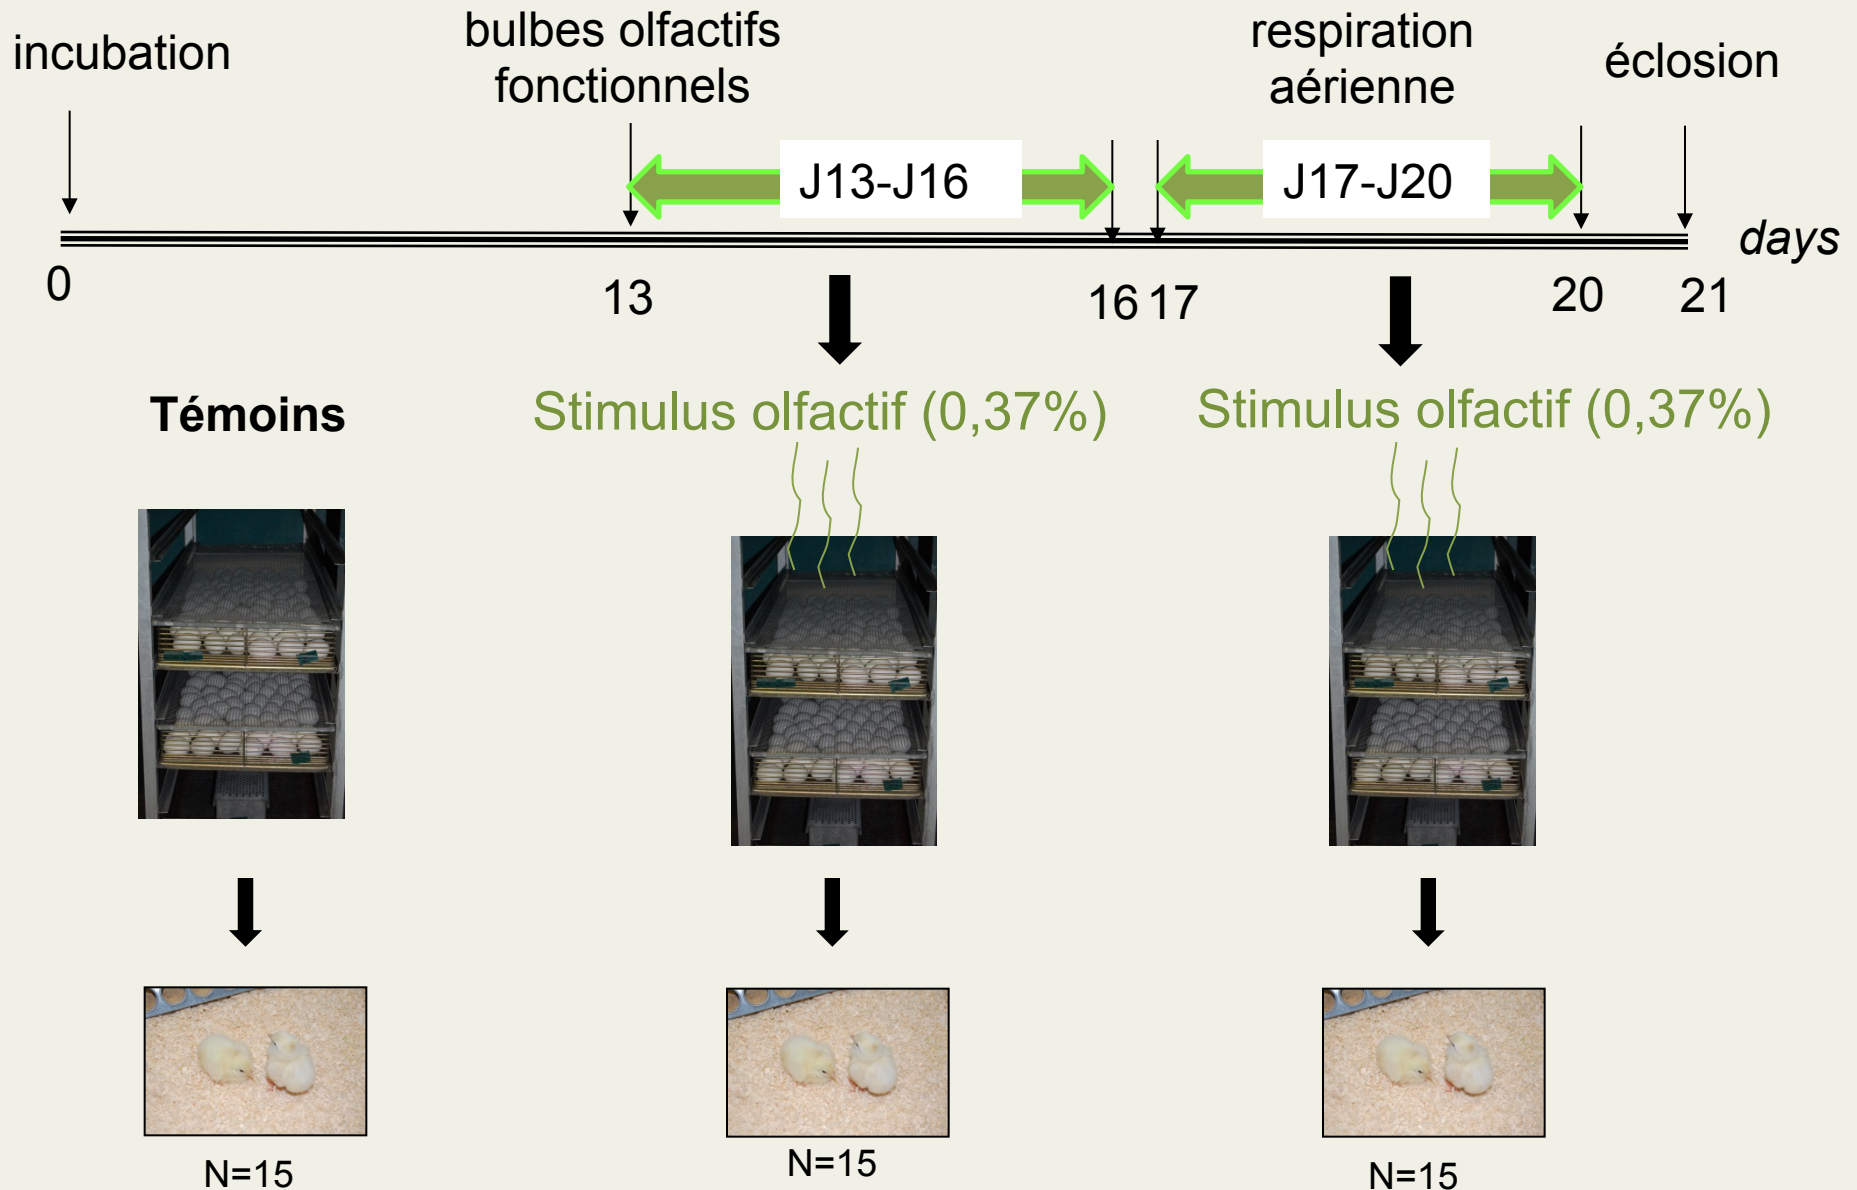 incubation
bulbes olfactifs
fonctionnels
respiration
aérienne
éclosion
J13-J16
J17-J20
days
0
13
16
17
20
21
Témoins
Stimulus olfactif (0,37%)
Stimulus olfactif (0,37%)
N=15
N=15
N=15